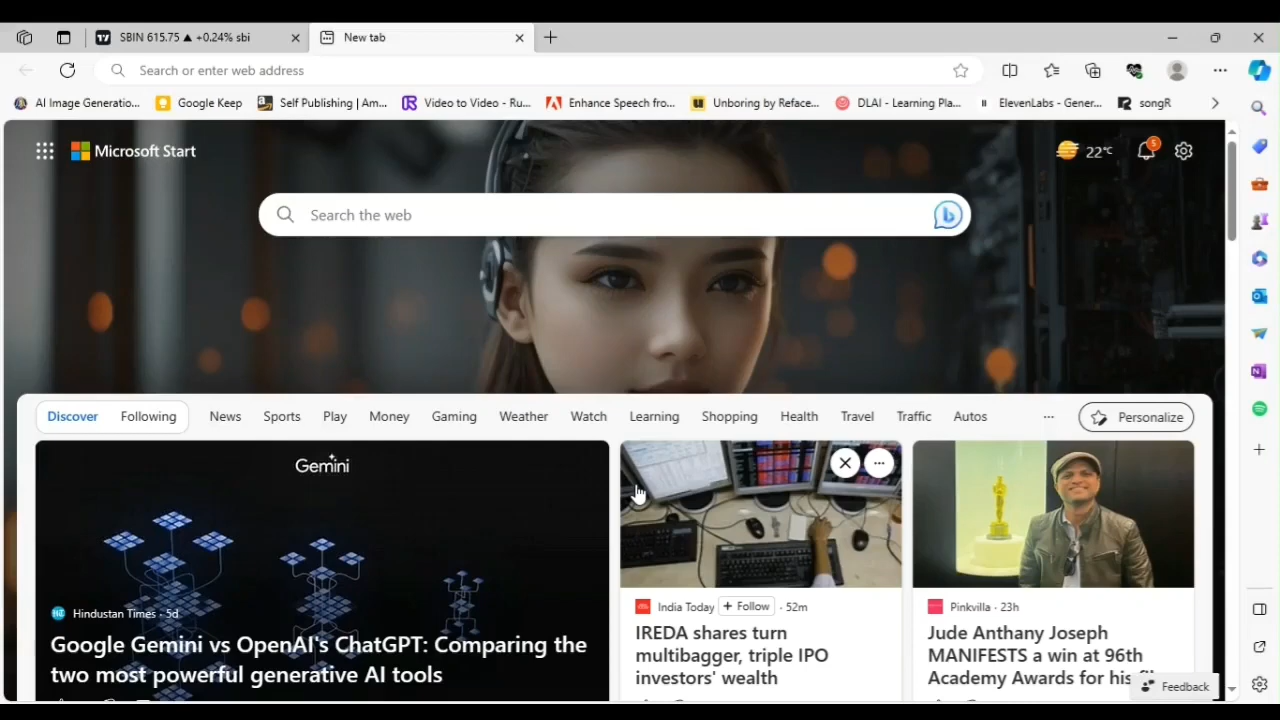 SBIN 615.75 ▲ +0.24% sbi
New tab
Search or enter web address
AI Image Generatio...
Google Keep
Self Publishing | Am...
Video to Video - Ru...
Enhance Speech fro...
Unboring by Reface...
DLAI - Learning Pla...
ElevenLabs - Gener...
songR
Microsoft Start
22°C
5
Search the web
Discover
Following
News
Sports
Play
Money
Gaming
Weather
Watch
Learning
Shopping
Health
Travel
Traffic
Autos
Personalize
Gemini
Hindustan Times · 5d
Google Gemini vs OpenAI's ChatGPT: Comparing the
two most powerful generative AI tools
India Today + Follow · 52m
IREDA shares turn
multibagger, triple IPO
investors' wealth
Pinkvilla · 23h
Jude Anthany Joseph
MANIFESTS a win at 96th
Academy Awards for his
Feedback